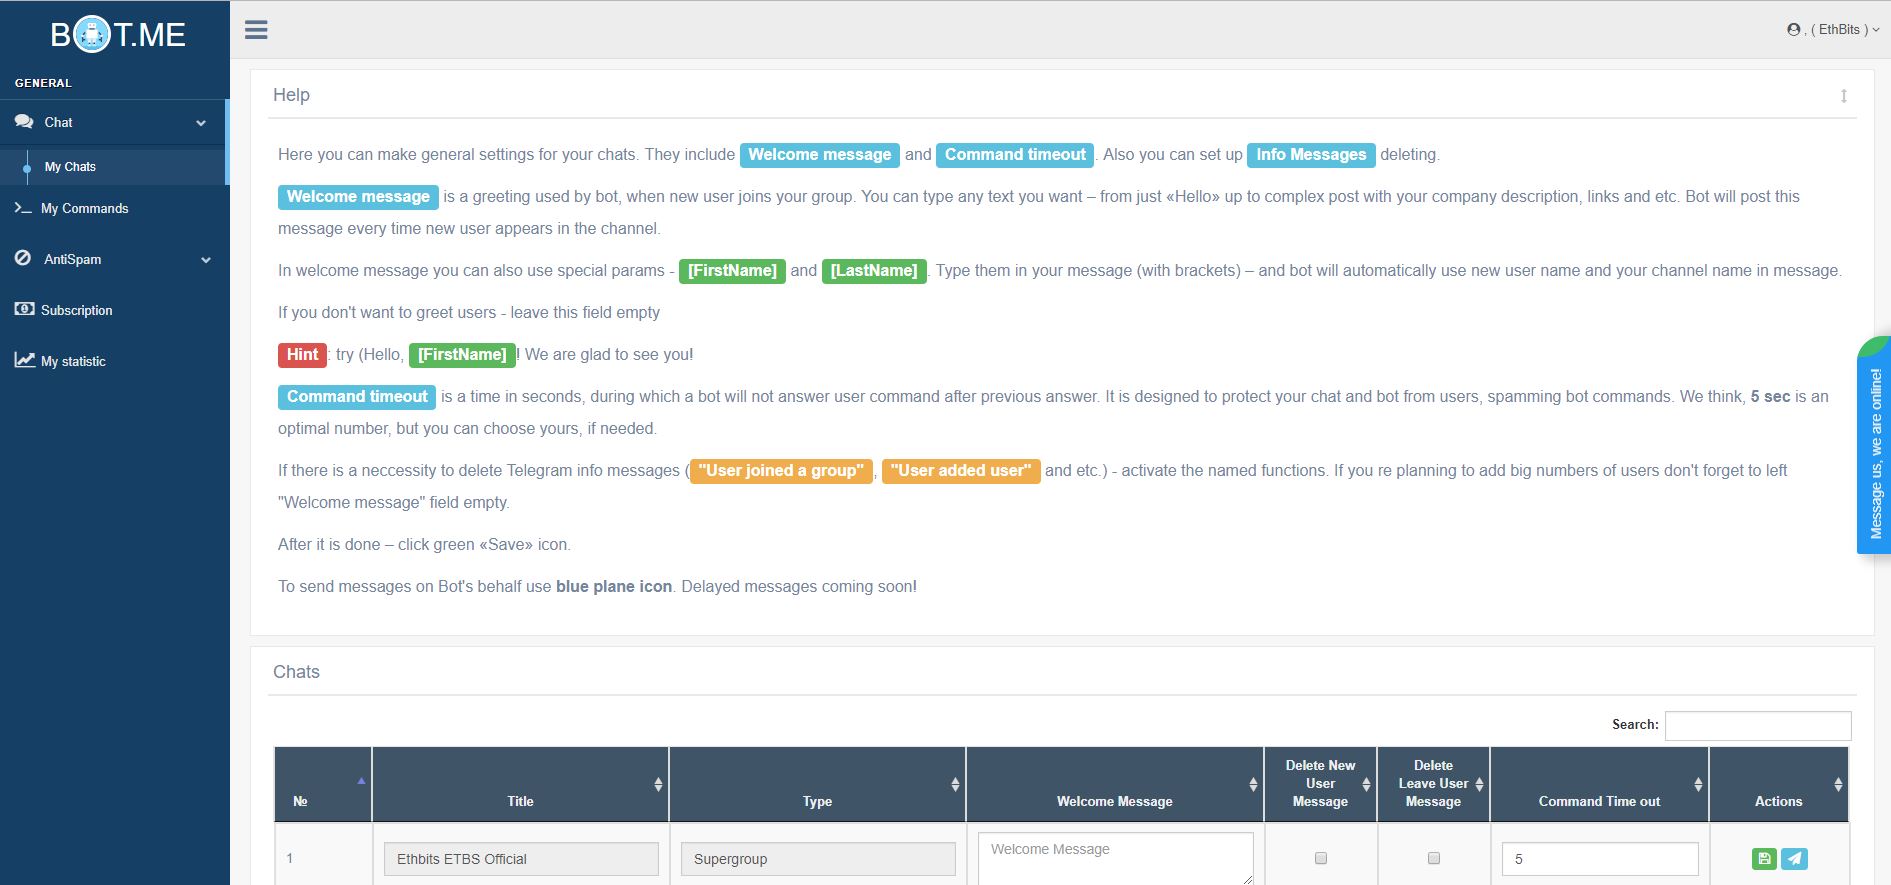 BOT.ME
, ( EthBits )
GENERAL
Chat
My Chats
My Commands
AntiSpam
Subscription
My statistic
Help
Here you can make general settings for your chats. They include Welcome message and Command timeout. Also you can set up Info Messages deleting.
Welcome message is a greeting used by bot, when new user joins your group. You can type any text you want – from just «Hello» up to complex post with your company description, links and etc. Bot will post this
message every time new user appears in the channel.
In welcome message you can also use special params - [FirstName] and [LastName]. Type them in your message (with brackets) – and bot will automatically use new user name and your channel name in message.
If you don't want to greet users - leave this field empty
Hint: try (Hello, [FirstName]! We are glad to see you!
Command timeout is a time in seconds, during which a bot will not answer user command after previous answer. It is designed to protect your chat and bot from users, spamming bot commands. We think, 5 sec is an
optimal number, but you can choose yours, if needed.
If there is a neccessity to delete Telegram info messages ("User joined a group", "User added user" and etc.) - activate the named functions. If you re planning to add big numbers of users don't forget to left
"Welcome message" field empty.
After it is done – click green «Save» icon.
To send messages on Bot's behalf use blue plane icon. Delayed messages coming soon!
Message us, we are online!
Chats
Search:
№
Title
Type
Welcome Message
Delete New
User
Message
Delete
Leave User
Message
Command Time out
Actions
1
Ethbits ETBS Official
Supergroup
Welcome Message
5